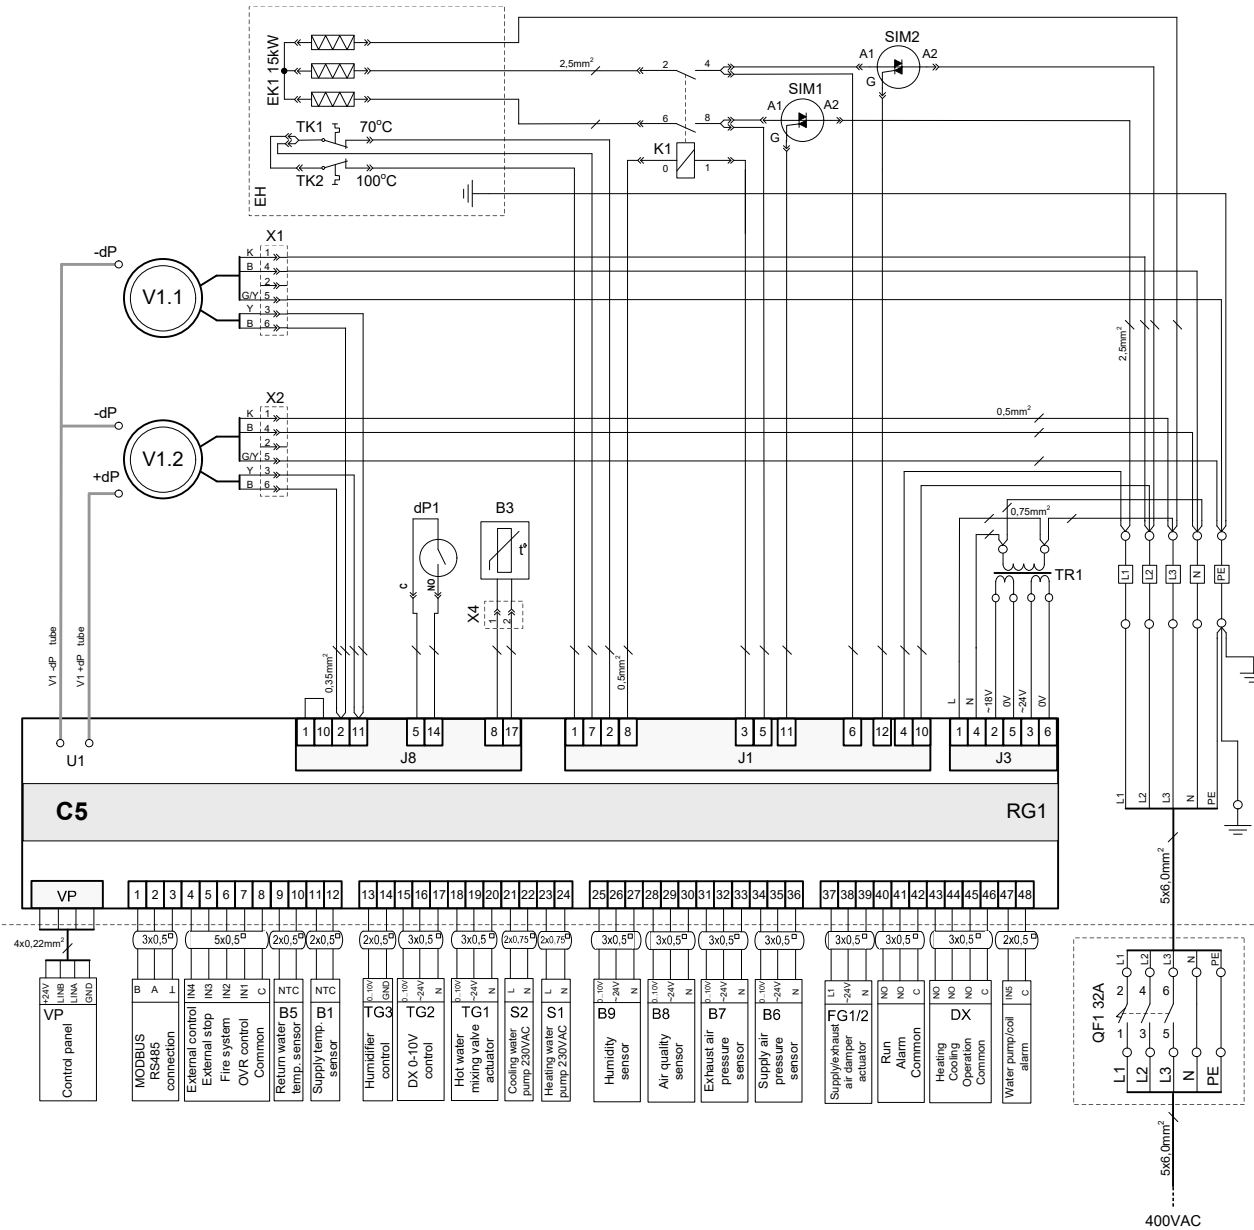 EK1 15kW
TK1
70°C
TK2
100°C
EH
2,5mm²
2
4
6
8
K1
0
1
SIM2
A1
A2
G
SIM1
A1
A2
G
-dP
V1.1
X1
K 1
B 4
2
G/Y 5
Y 3
B 6
2,5mm²
-dP
V1.2
+dP
X2
K 1
B 4
2
G/Y 5
Y 3
B 6
0,5mm²
0,75mm²
dP1
C
NO
B3
t°
X4
1
2
TR1
L1
L2
L3
N
PE
V1 -dP tube
V1 +dP tube
0,35mm²
0,5mm²
L
N
~18V
0V
~24V
0V
U1
1 10 2 11 5 14 8 17
J8
1 7 2 8 3 5 11 6 12 4 10
J1
1 4 2 5 3 6
J3
C5
RG1
L1
L2
L3
N
PE
5x6,0mm²
VP
1 2 3 4 5 6 7 8 9 10 11 12 13 14 15 16 17 18 19 20 21 22 23 24 25 26 27 28 29 30 31 32 33 34 35 36 37 38 39 40 41 42 43 44 45 46 47 48
4x0,22mm²
3x0,5
5x0,5
2x0,5
2x0,5
2x0,5
3x0,5
3x0,5
2x0,75
2x0,75
3x0,5
3x0,5
3x0,5
3x0,5
3x0,5
3x0,5
3x0,5
2x0,5
+24V
LINB
LINA
GND
VP
Control panel
B
A
⊥
MODBUS
RS485
connection
IN4
IN3
IN2
IN1
C
External control
External stop
Fire system
OVR control
Common
NTC
B5
Return water
temp. sensor
NTC
B1
Supply temp.
sensor
0..10V
GND
TG3
Humidifier
control
0..10V
~24V
N
TG2
DX 0-10V
control
0..10V
~24V
N
TG1
Hot water
mixing valve
actuator
L
N
S2
Cooling water
pump 230VAC
L
N
S1
Heating water
pump 230VAC
0..10V
~24V
N
B9
Humidity
sensor
0..10V
~24V
N
B8
Air quality
sensor
0..10V
~24V
N
B7
Exhaust air
pressure
sensor
0..10V
~24V
N
B6
Supply air
pressure
sensor
L1
~24V
N
FG1/2
Supply/exhaust
air damper
actuator
NO
NO
C
Run
Alarm
Common
NO
NO
NO
C
DX
Heating
Cooling
Operation
Common
IN5
C
Water pump/coil
alarm
QF1 32A
L1
L2
L3
N
PE
2
4
6
1
3
5
L1
L2
L3
N
PE
5x6,0mm²
400VAC